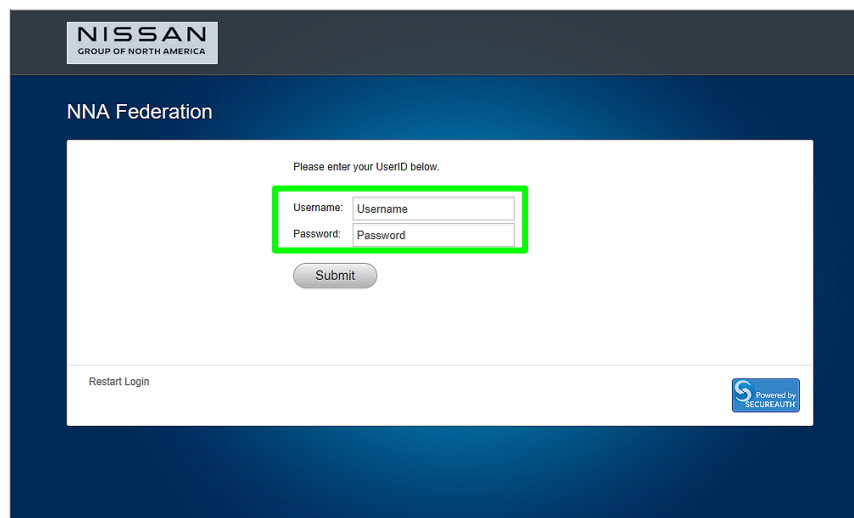 NISSAN
GROUP OF NORTH AMERICA
NNA Federation
Please enter your UserID below.
Username: Username
Password: Password
Submit
Restart Login
Powered by
SECUREAUTH